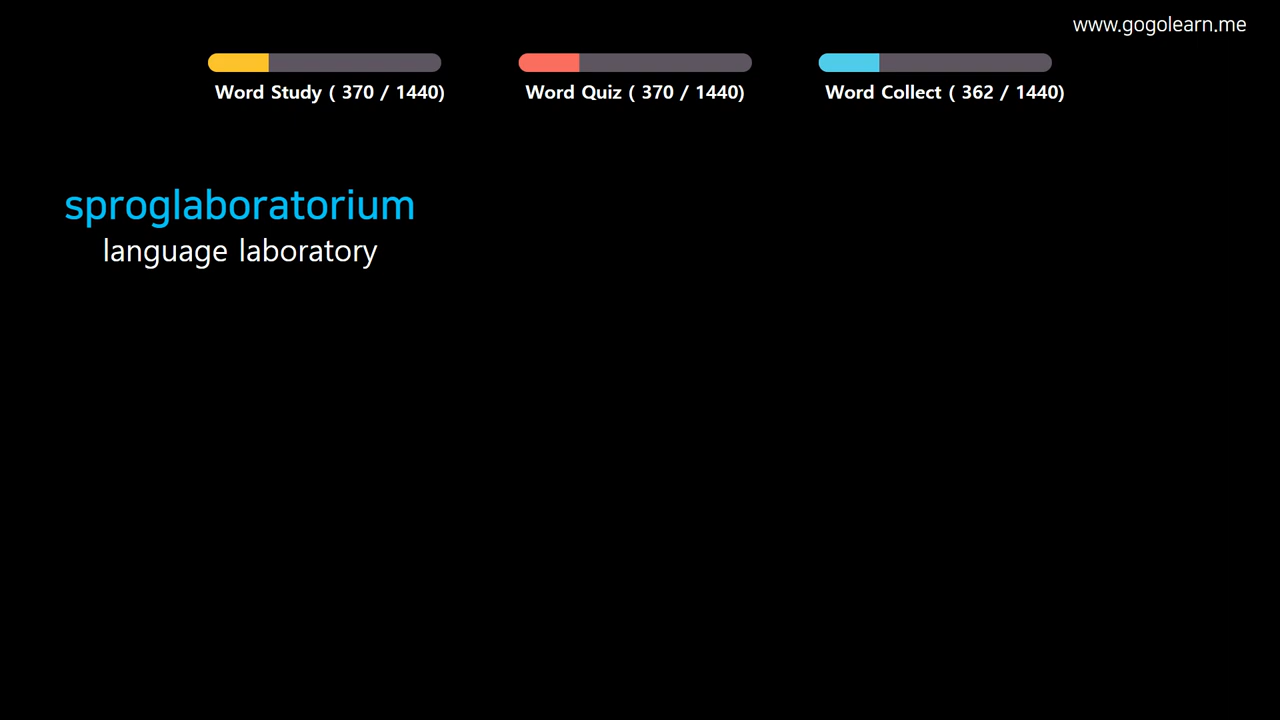 www.gogolearn.me
Word Study ( 370 / 1440)
Word Quiz ( 370 / 1440)
Word Collect ( 362 / 1440)
sproglaboratorium
language laboratory